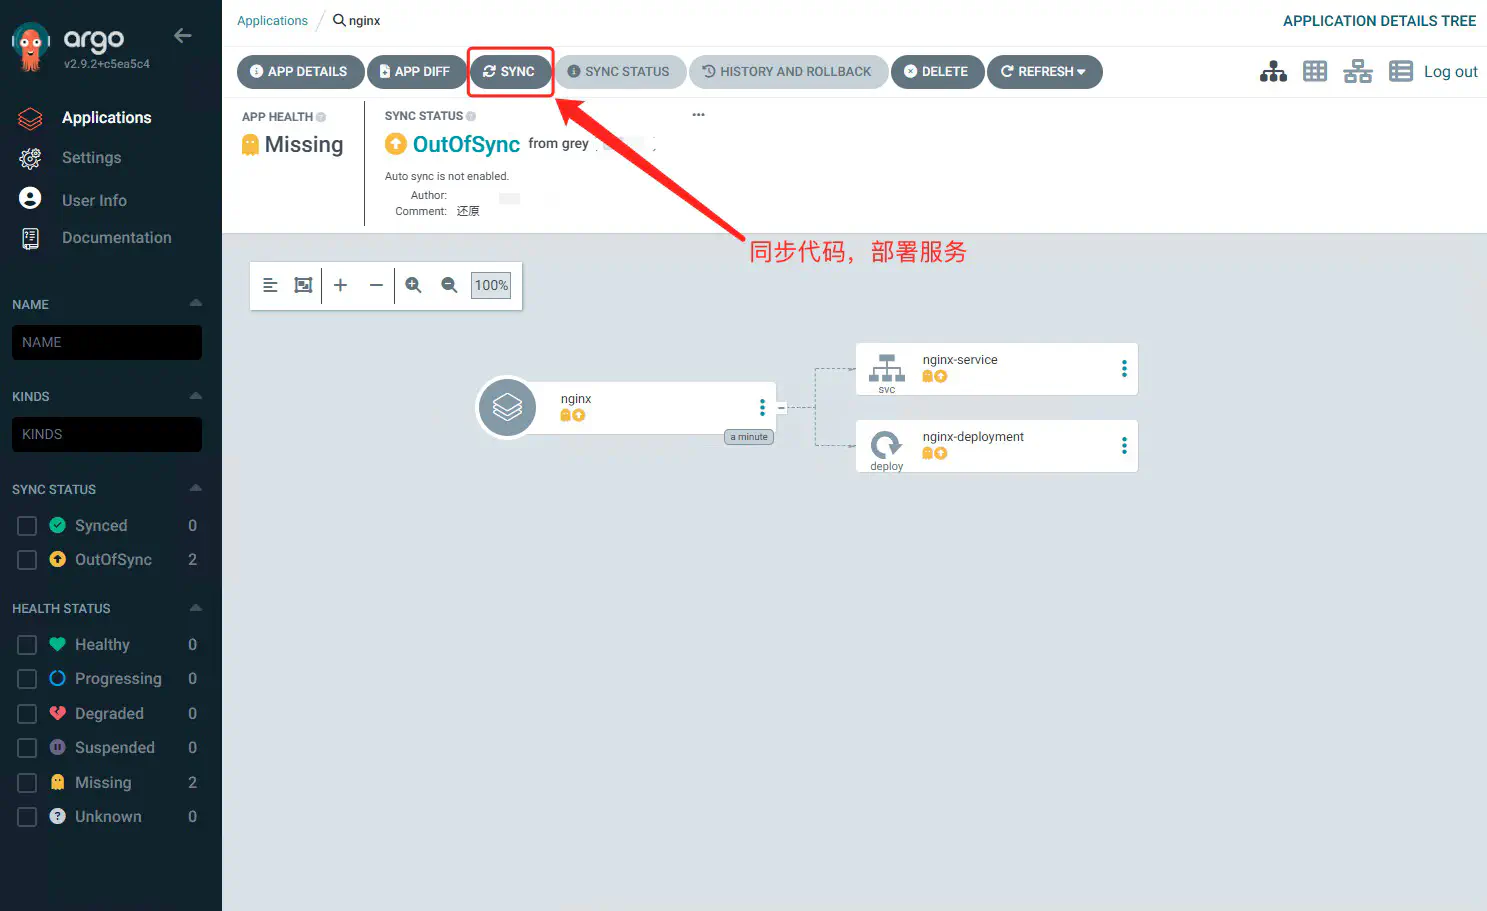 argo
v2.9.2+c5ea5c4
Applications
Settings
User Info
Documentation
NAME
NAME
KINDS
KINDS
SYNC STATUS
Synced 0
OutOfSync 2
HEALTH STATUS
Healthy 0
Progressing 0
Degraded 0
Suspended 0
Missing 2
Unknown 0
Applications / nginx
APPLICATION DETAILS TREE
APP DETAILS
APP DIFF
SYNC
SYNC STATUS
HISTORY AND ROLLBACK
DELETE
REFRESH
Log out
APP HEALTH
Missing
SYNC STATUS
OutOfSync from grey
Auto sync is not enabled.
Author:
Comment: 还原
同步代码，部署服务
100%
nginx
a minute
nginx-service
svc
nginx-deployment
deploy